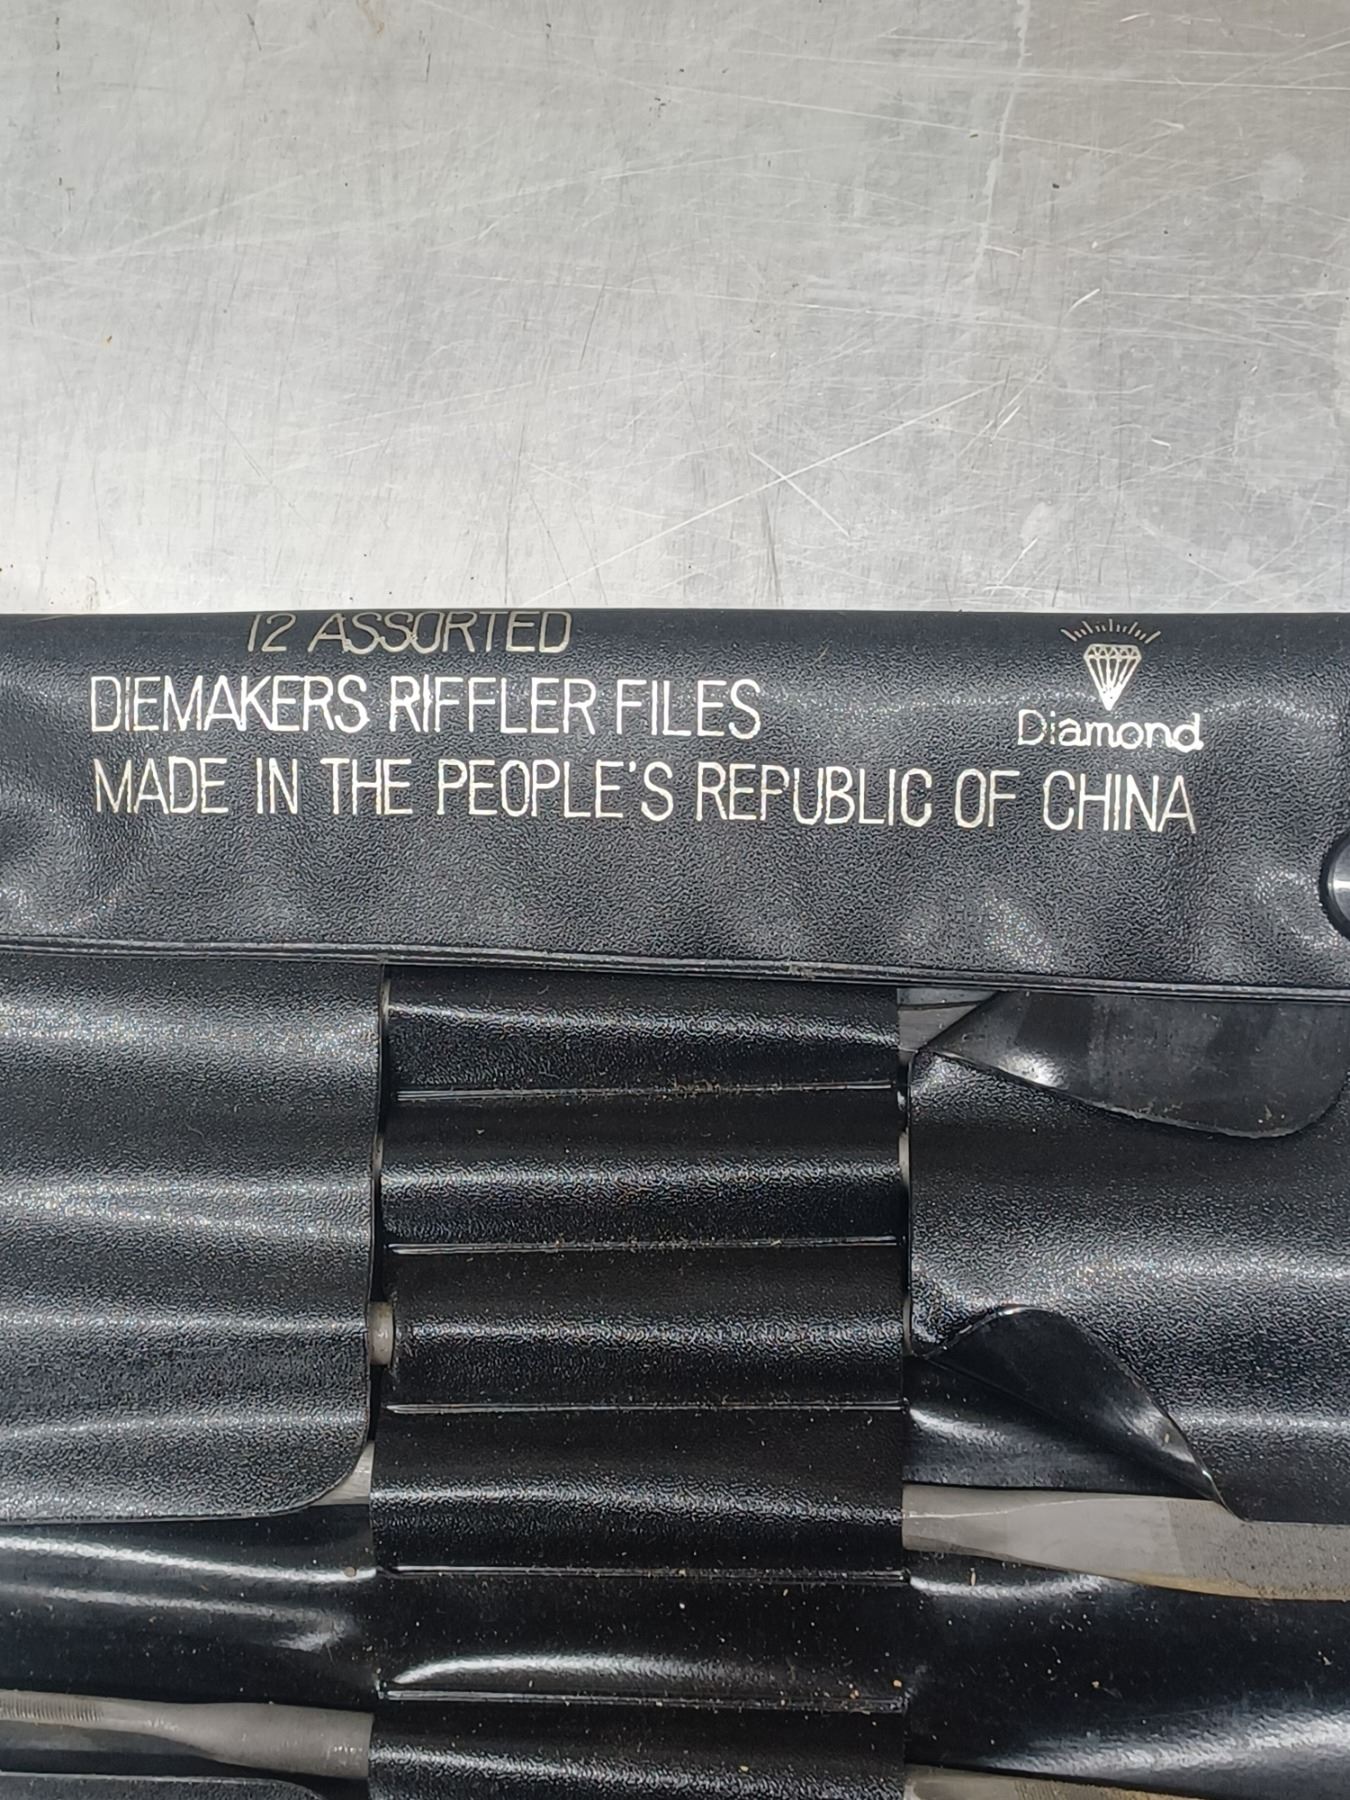 12 ASSORTED
DIEMAKERS RIFFLER FILES
Diamond
MADE IN THE PEOPLE'S REPUBLIC OF CHINA